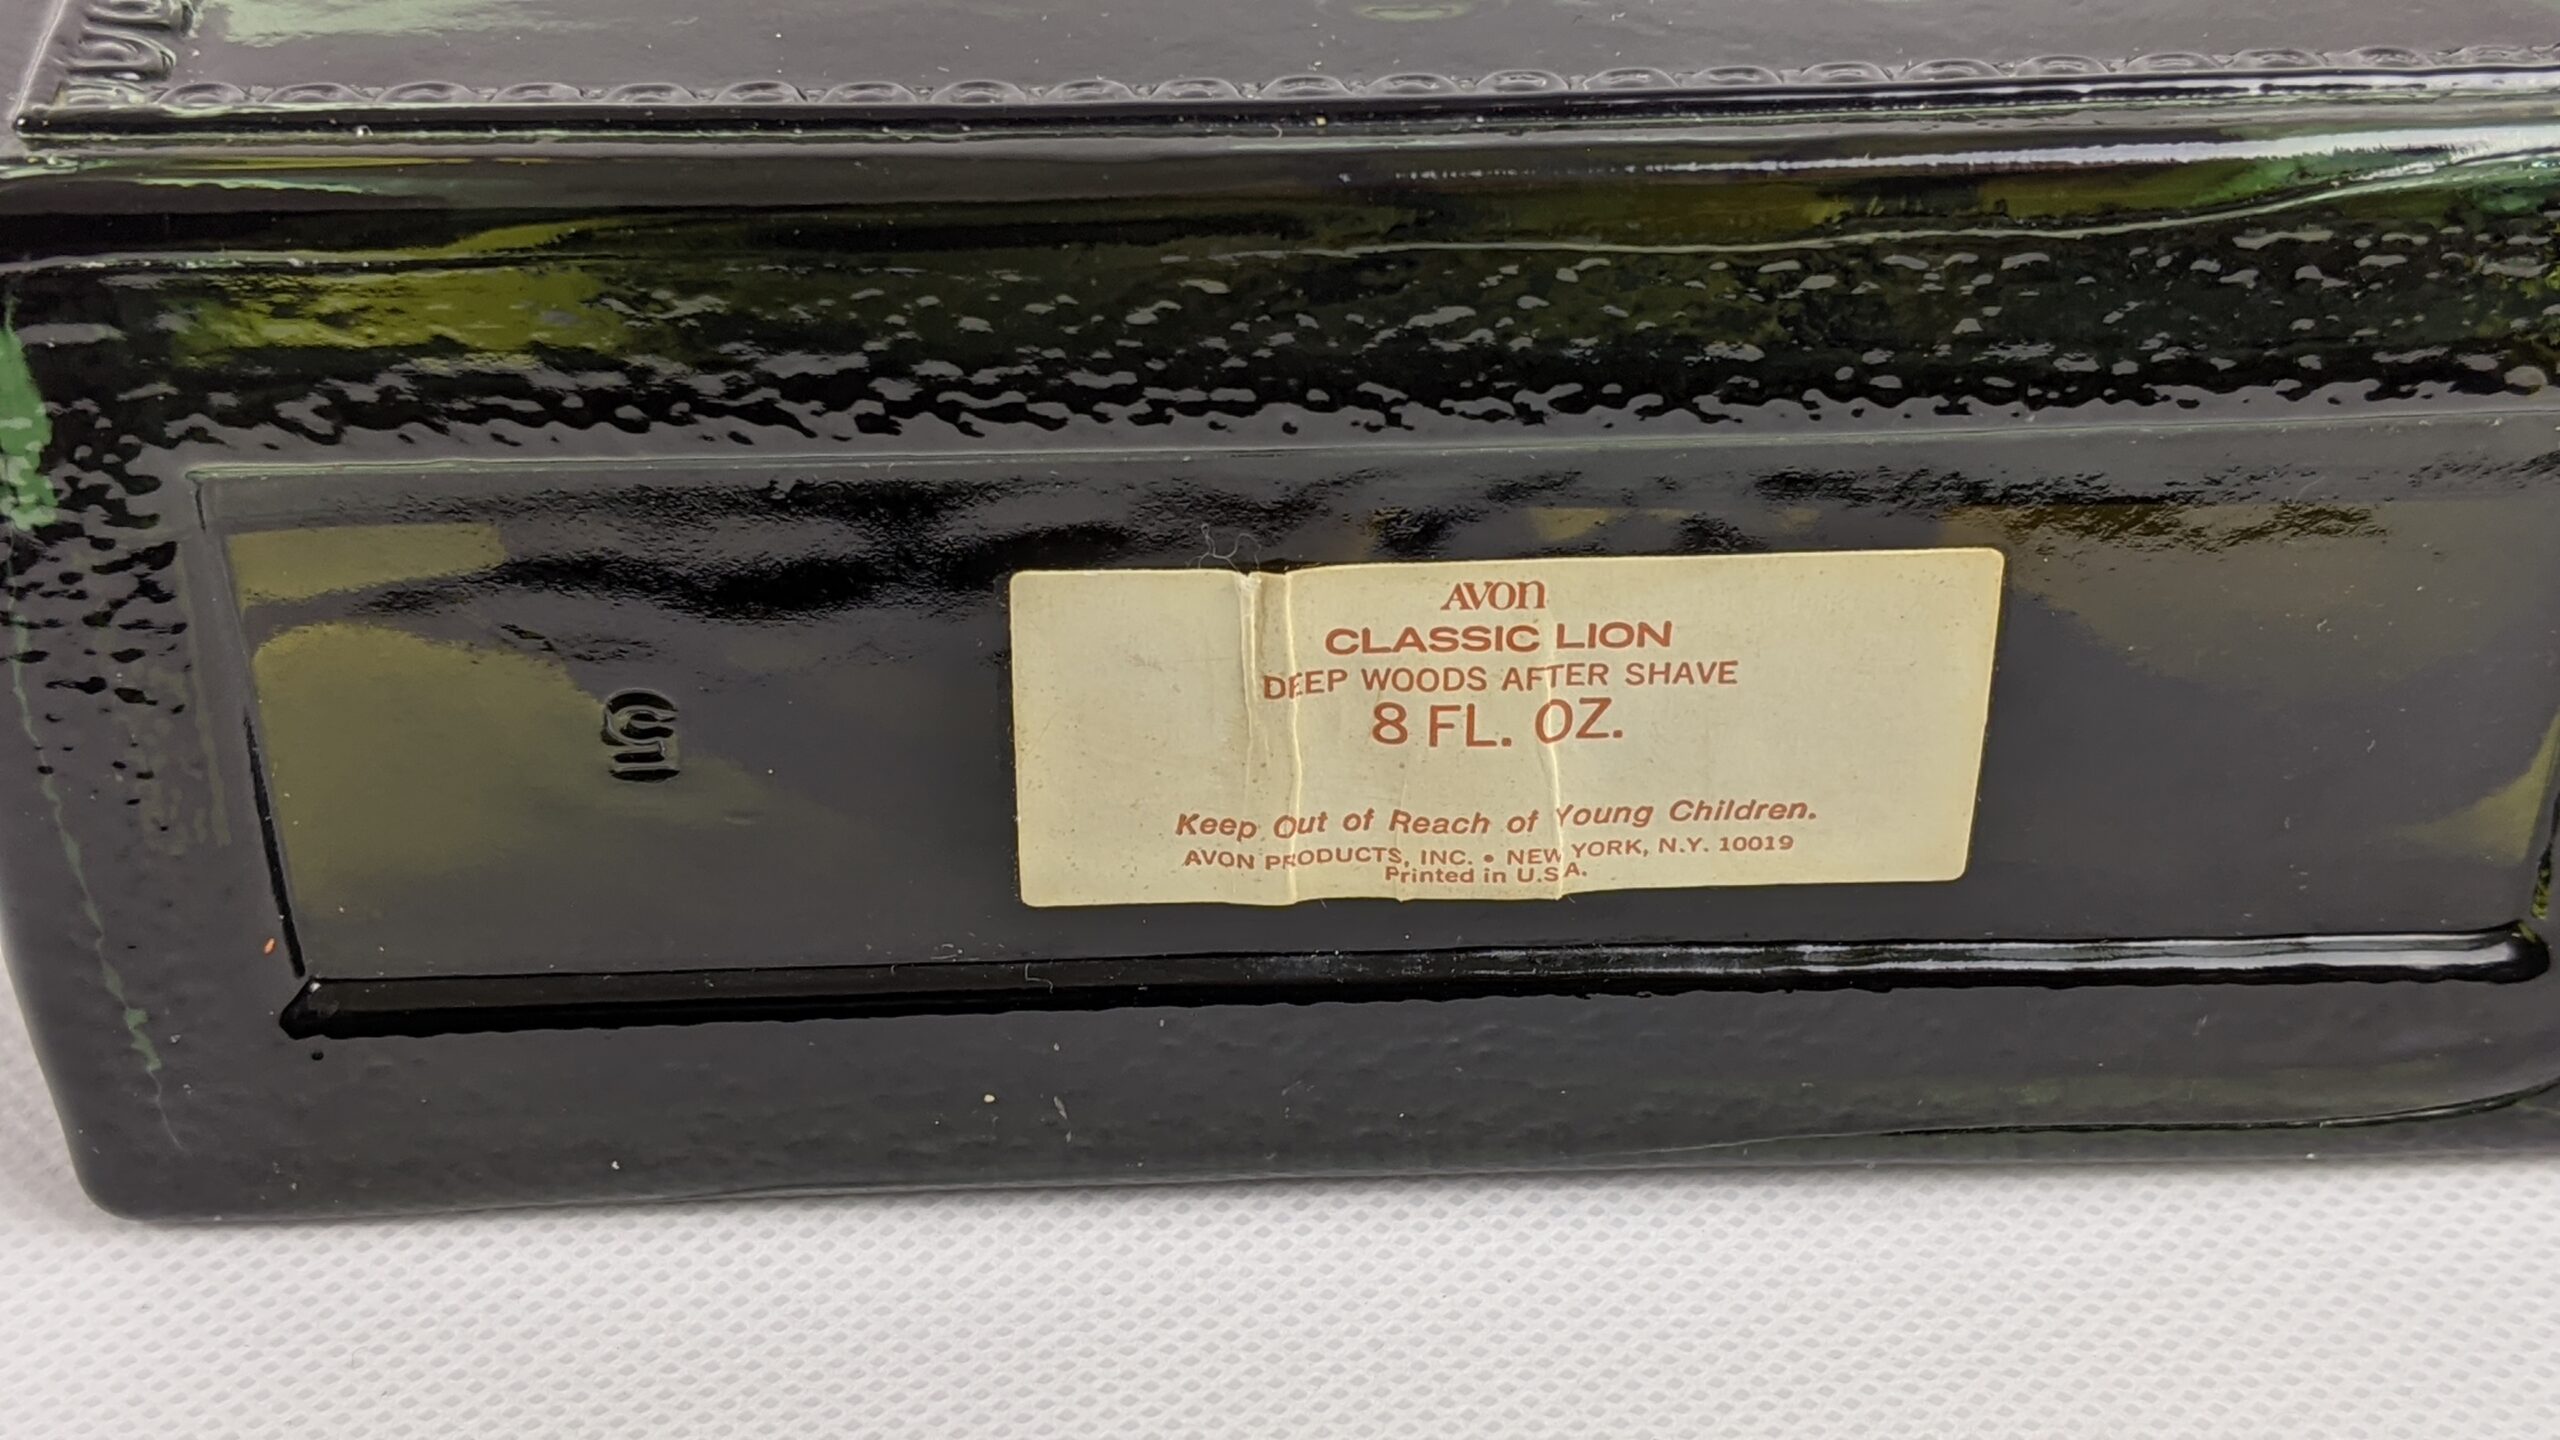 AVON
CLASSIC LION
DEEP WOODS AFTER SHAVE
8 FL. OZ.
Keep Out of Reach of Young Children.
AVON PRODUCTS, INC. • NEW YORK, N.Y. 10019
Printed in U.S.A.
5